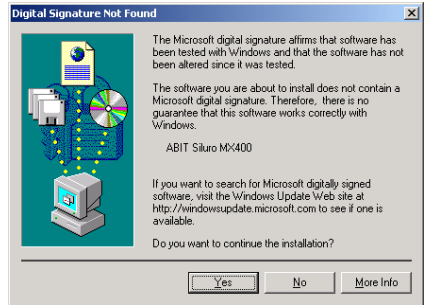 Digital Signature Not Found
The Microsoft digital signature affirms that software has
been tested with Windows and that the software has not
been altered since it was tested.
The software you are about to install does not contain a
Microsoft digital signature. Therefore, there is no
guarantee that this software works correctly with
Windows.
ABIT Siluro MX400
If you want to search for Microsoft digitally signed
software, visit the Windows Update Web site at
http://windowsupdate.microsoft.com to see if one is
available.
Do you want to continue the installation?
Yes
No
More Info